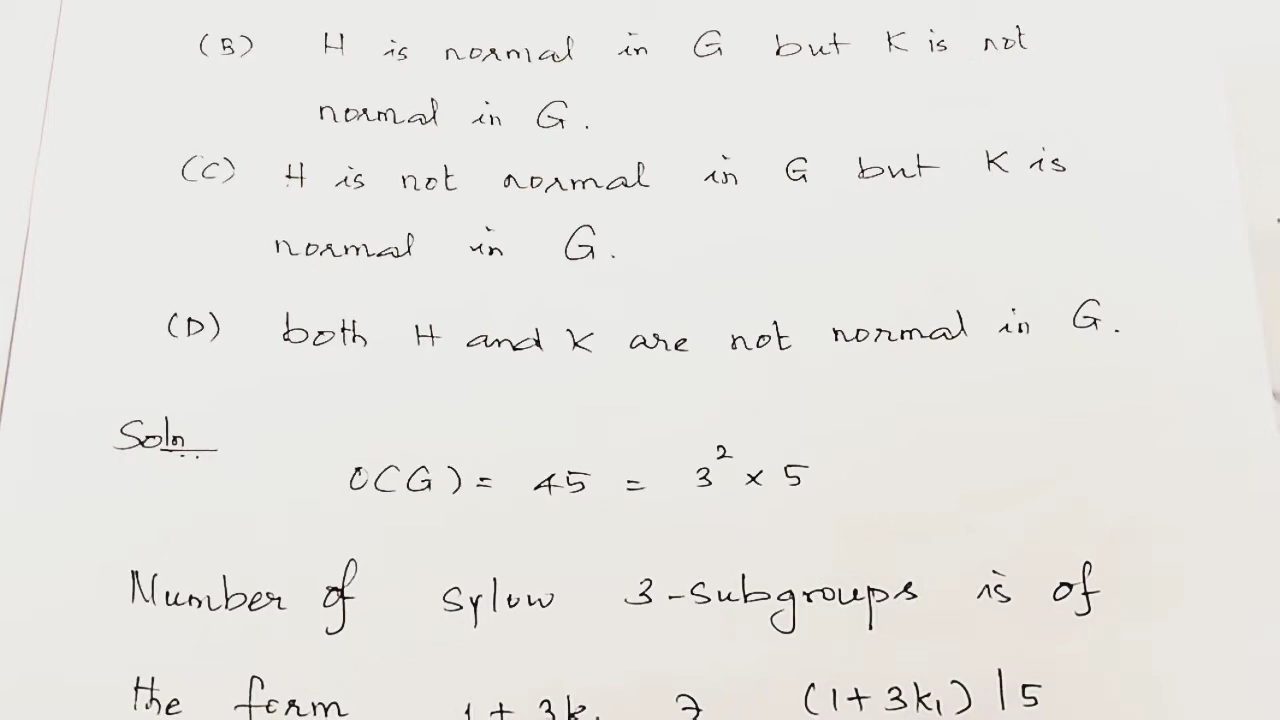 (B) H is normal in G but K is not
normal in G.
(C) H is not normal in G but K is
normal in G.
(D) both H and K are not normal in G.
Soln
O(G) = 45 = 3² × 5
Number of sylow 3-subgroups is of
the form 1 + 3k₁ ∋ (1 + 3k₁) | 5